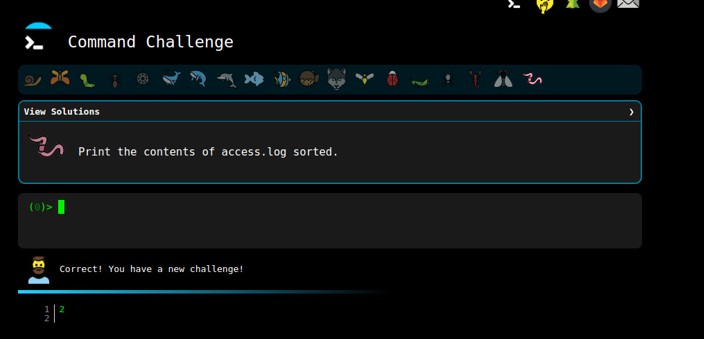 Command Challenge
View Solutions
Print the contents of access.log sorted.
(0)>
Correct! You have a new challenge!
1 2
2